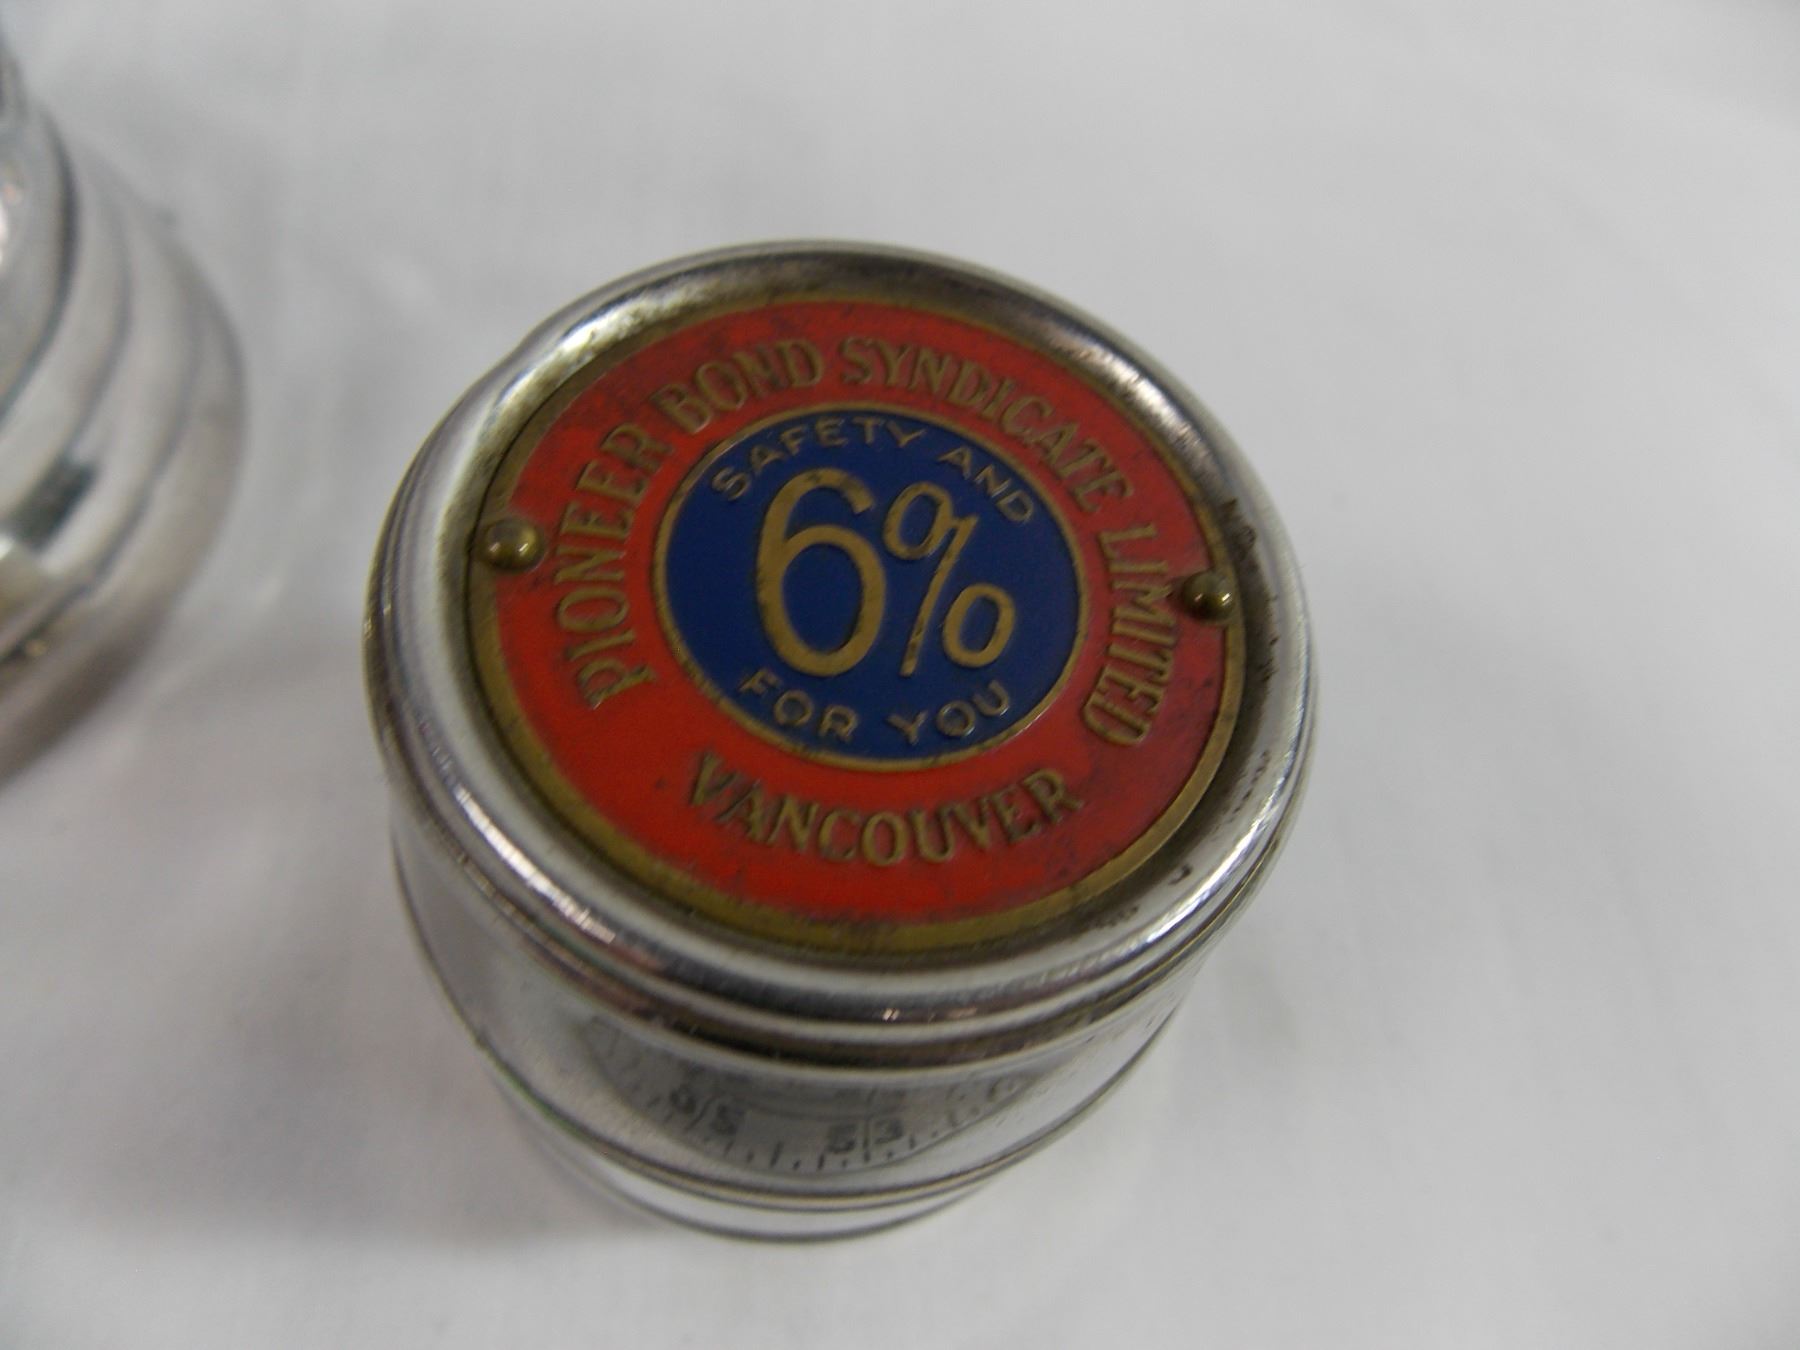 PIONEER BOND SYNDICATE LIMITED
SAFETY AND
6%
FOR YOU
VANCOUVER